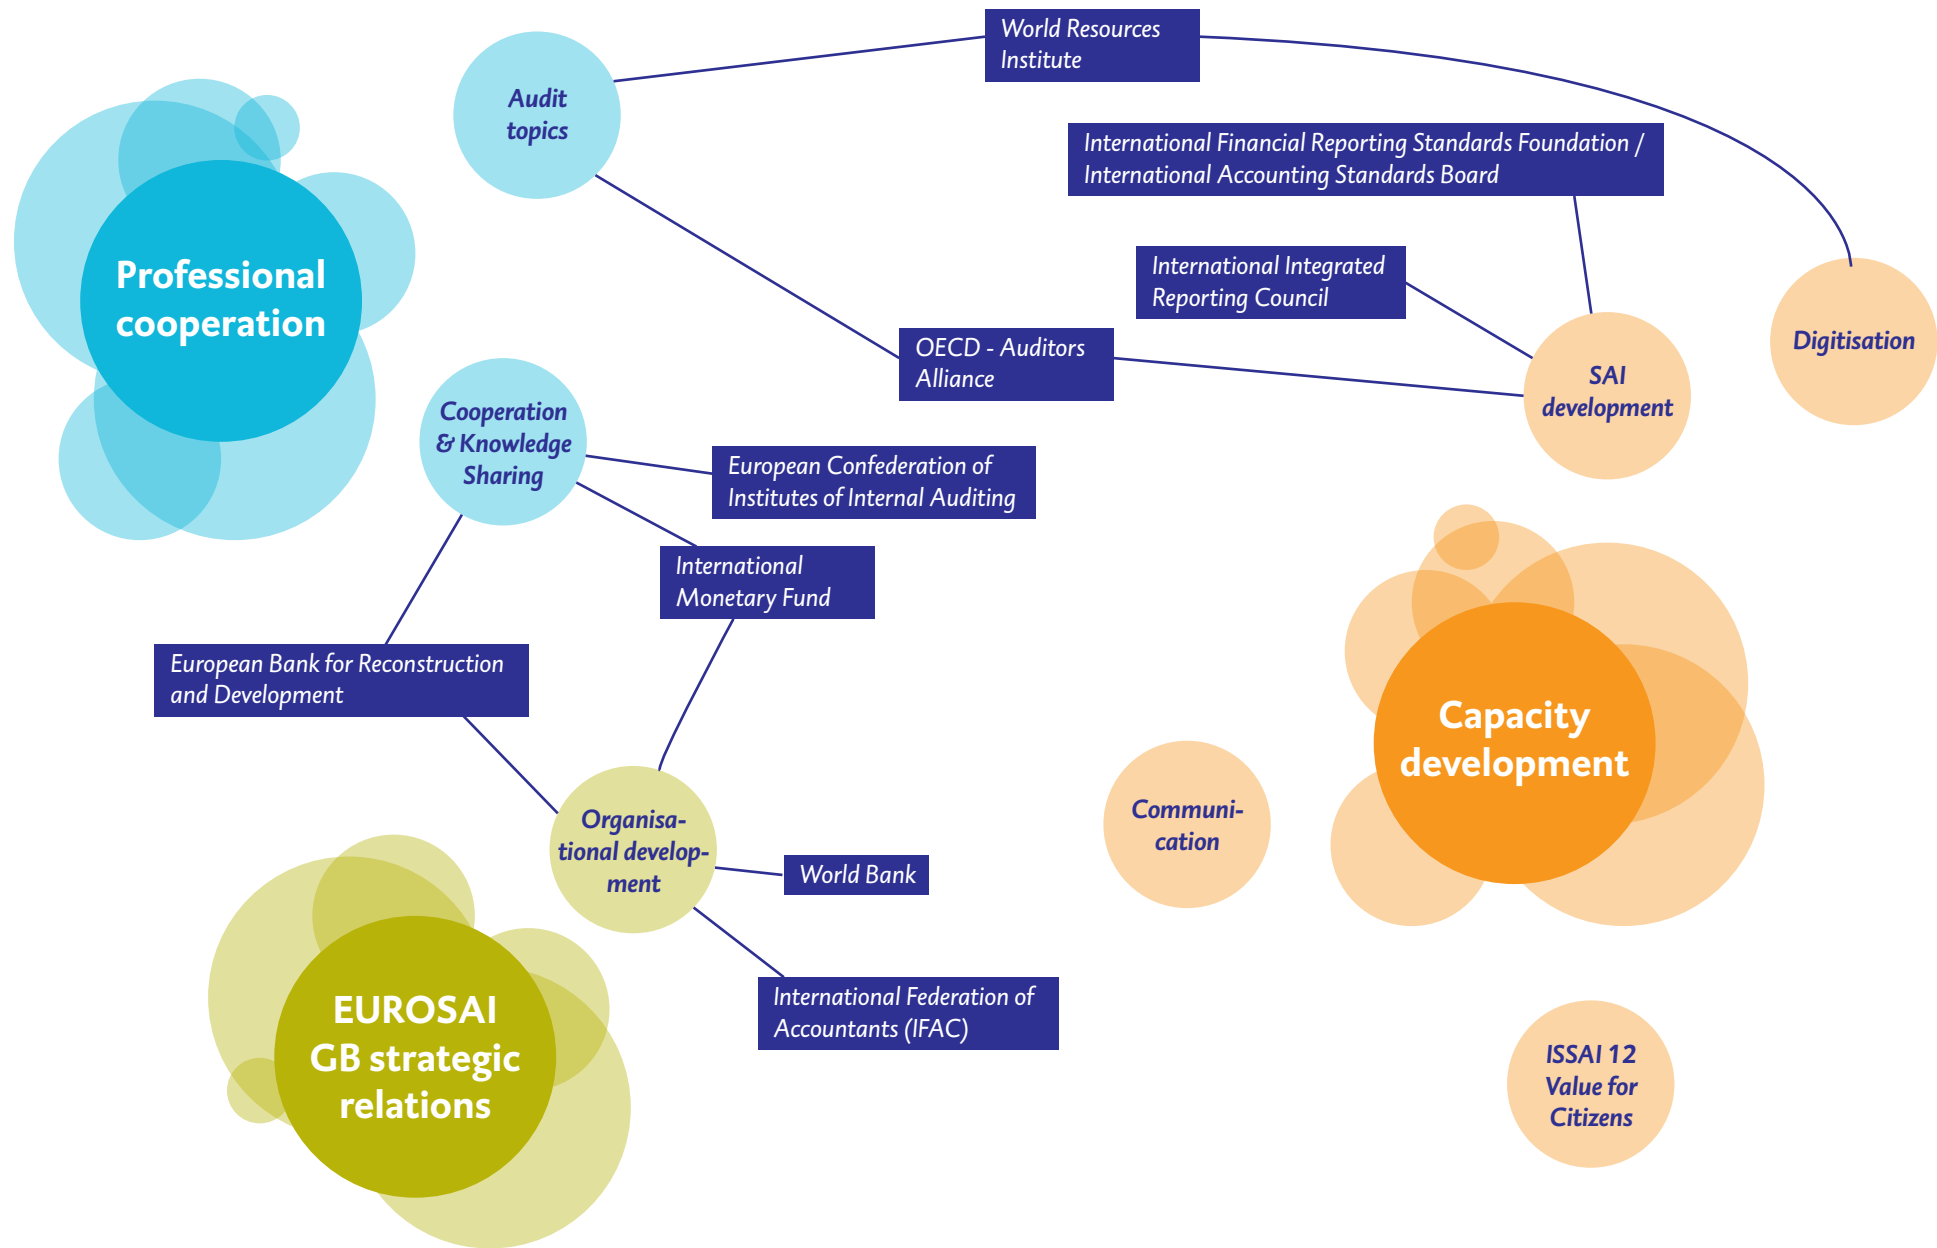 World Resources
Institute
Audit
topics
International Financial Reporting Standards Foundation /
International Accounting Standards Board
Professional
cooperation
International Integrated
Reporting Council
Digitisation
OECD - Auditors
Alliance
SAI
development
Cooperation
& Knowledge
Sharing
European Confederation of
Institutes of Internal Auditing
International
Monetary Fund
European Bank for Reconstruction
and Development
Capacity
development
Organisa-
tional develop-
ment
Communi-
cation
World Bank
EUROSAI
GB strategic
relations
International Federation of
Accountants (IFAC)
ISSAI 12
Value for
Citizens